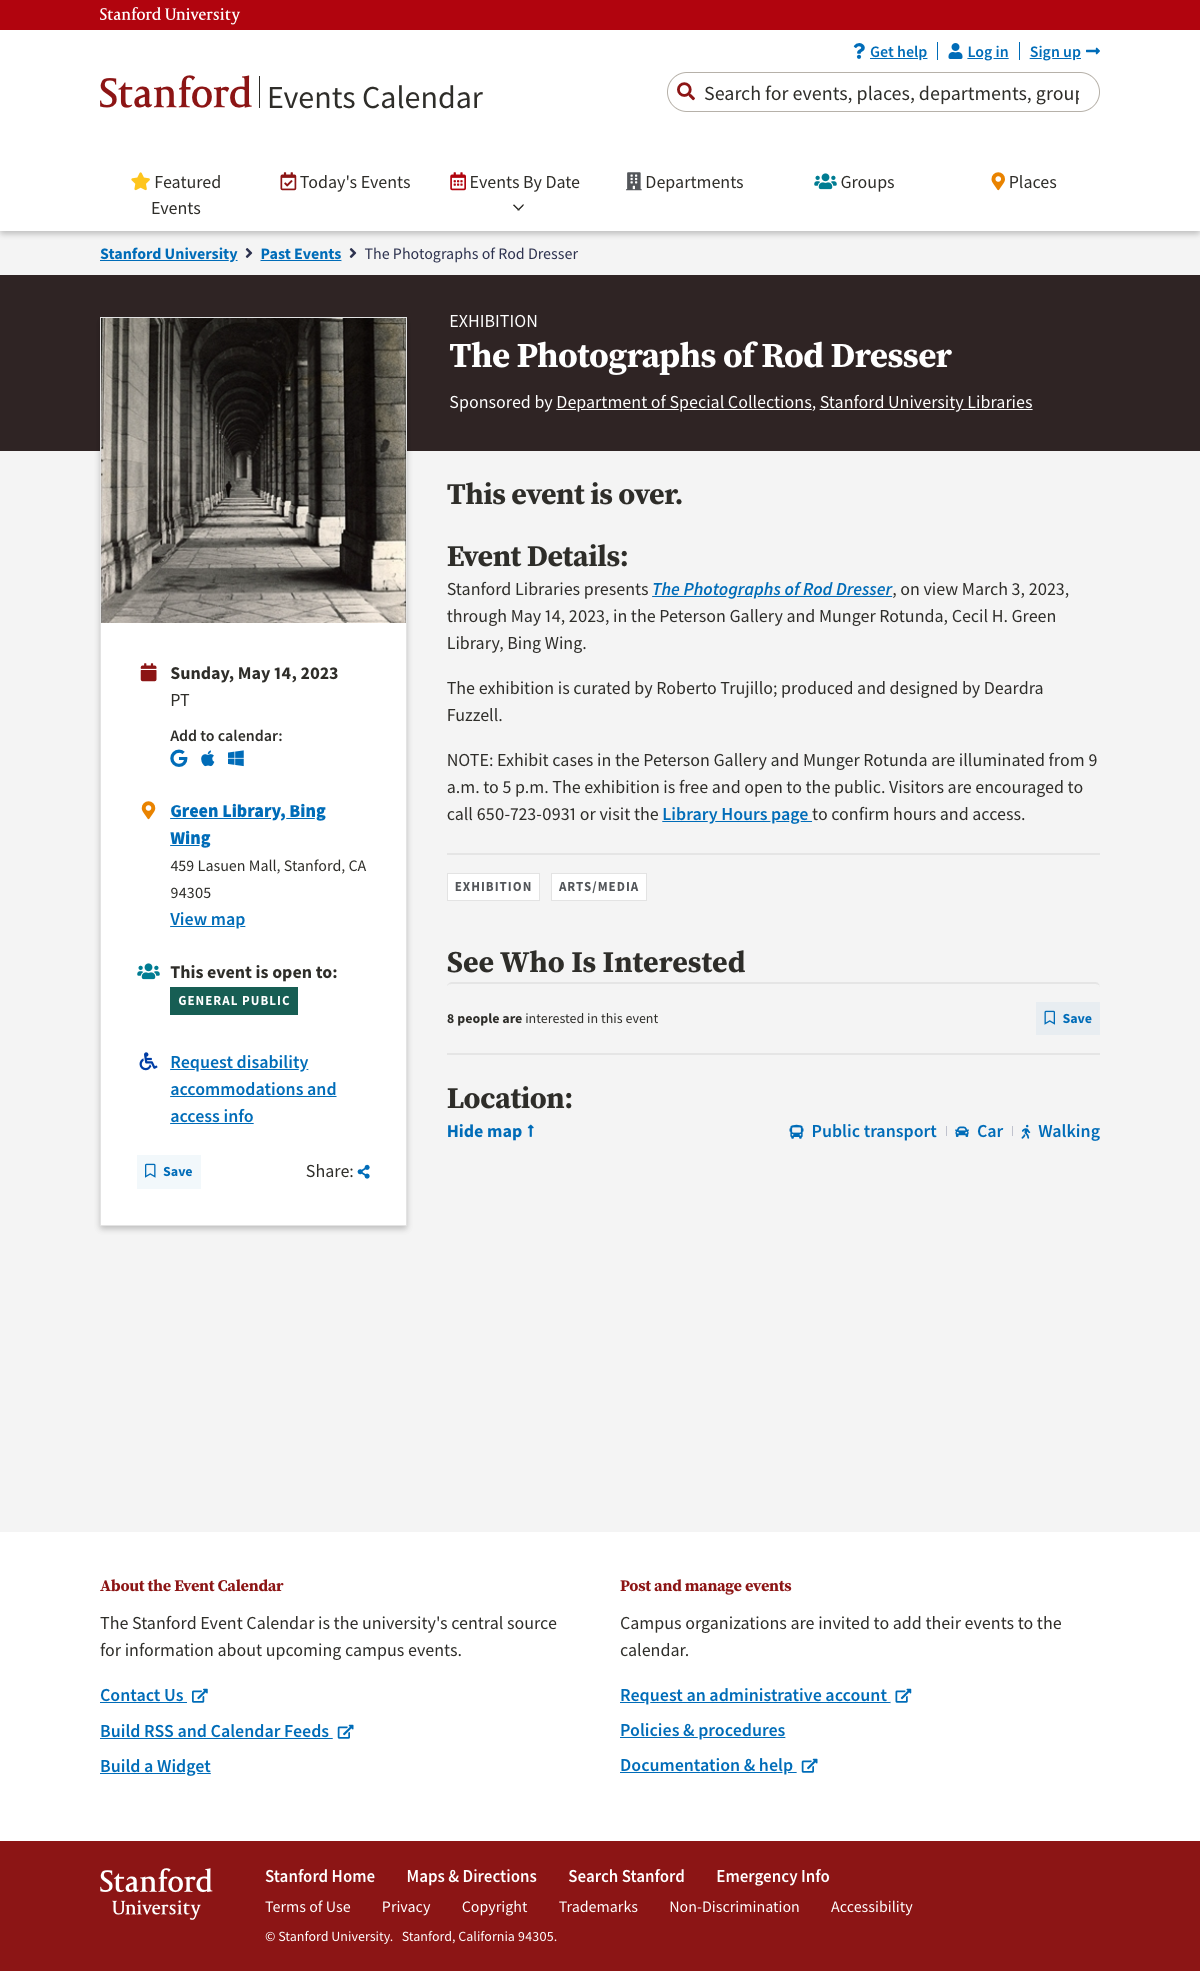 Stanford University
Get help
Log in
Sign up
Stanford
Events Calendar
Search for events, places, departments, group
Featured
Events
Today's Events
Events By Date
Departments
Groups
Places
Stanford University
Past Events
The Photographs of Rod Dresser
EXHIBITION
The Photographs of Rod Dresser
Sponsored by Department of Special Collections, Stanford University Libraries
Sunday, May 14, 2023
PT
Add to calendar:
Green Library, Bing
Wing
459 Lasuen Mall, Stanford, CA
94305
View map
This event is open to:
GENERAL PUBLIC
Request disability
accommodations and
access info
Save
Share:
This event is over.
Event Details:
Stanford Libraries presents The Photographs of Rod Dresser, on view March 3, 2023,
through May 14, 2023, in the Peterson Gallery and Munger Rotunda, Cecil H. Green
Library, Bing Wing.
The exhibition is curated by Roberto Trujillo; produced and designed by Deardra
Fuzzell.
NOTE: Exhibit cases in the Peterson Gallery and Munger Rotunda are illuminated from 9
a.m. to 5 p.m. The exhibition is free and open to the public. Visitors are encouraged to
call 650-723-0931 or visit the Library Hours page to confirm hours and access.
EXHIBITION
ARTS/MEDIA
See Who Is Interested
8 people are interested in this event
Save
Location:
Hide map
Public transport
Car
Walking
About the Event Calendar
The Stanford Event Calendar is the university's central source
for information about upcoming campus events.
Contact Us
Build RSS and Calendar Feeds
Build a Widget
Post and manage events
Campus organizations are invited to add their events to the
calendar.
Request an administrative account
Policies & procedures
Documentation & help
Stanford
University
Stanford Home
Maps & Directions
Search Stanford
Emergency Info
Terms of Use
Privacy
Copyright
Trademarks
Non-Discrimination
Accessibility
© Stanford University. Stanford, California 94305.